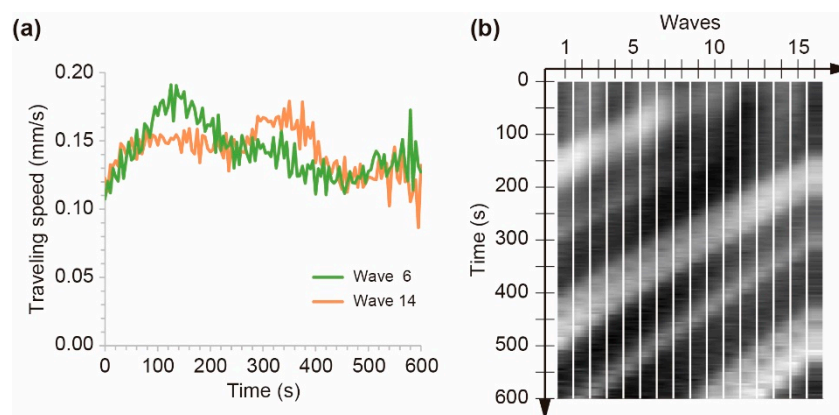 (a)
0.20
0.15
0.10
0.05
0.00
Traveling speed (mm/s)
Wave 6
Wave 14
0 100 200 300 400 500 600
Time (s)
(b)
Waves
1 5 10 15
0
100
200
300
400
500
600
Time (s)